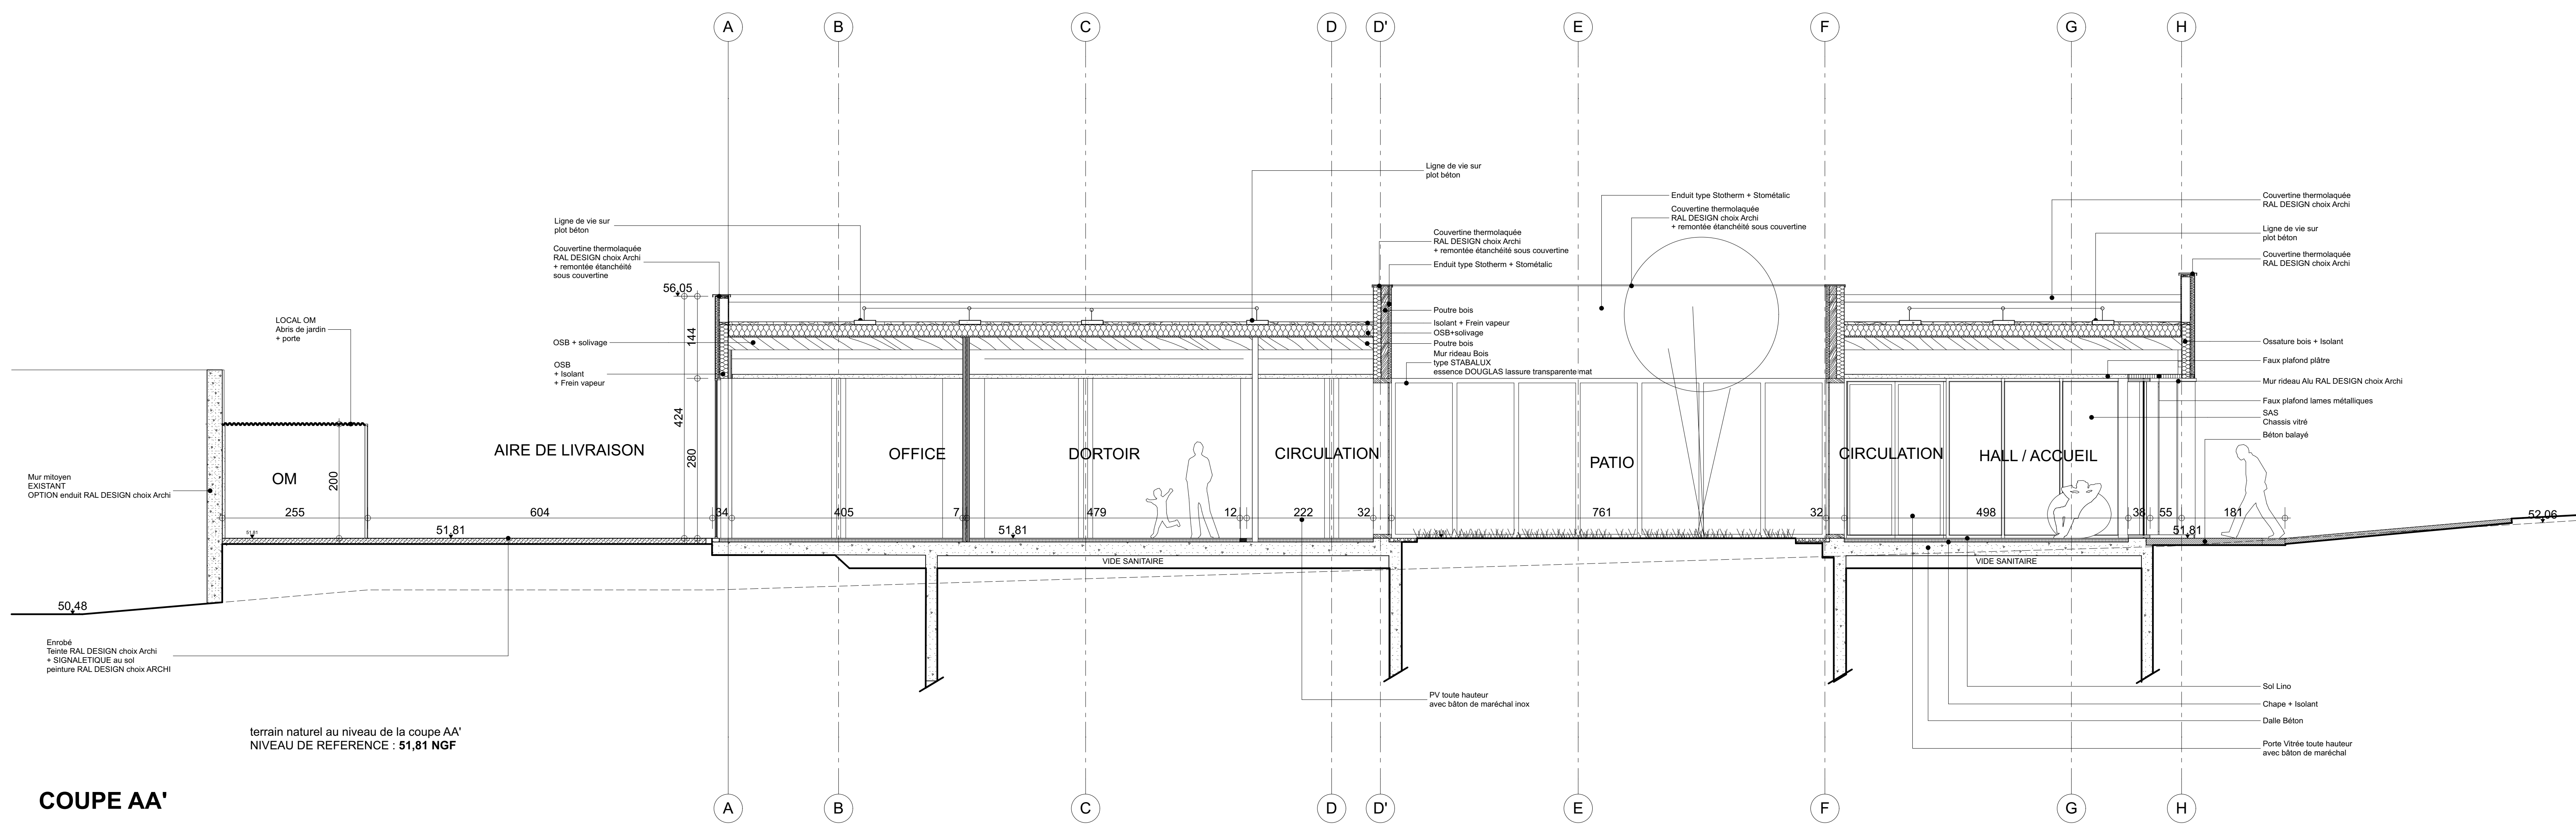 A
B
C
D
D'
E
F
G
H
Ligne de vie sur
plot béton
Enduit type Stotherm + Stométalic
Couvertine thermolaquée
RAL DESIGN choix Archi
+ remontée étanchéité sous couvertine
Couvertine thermolaquée
RAL DESIGN choix Archi
Ligne de vie sur
plot béton
Ligne de vie sur
plot béton
Couvertine thermolaquée
RAL DESIGN choix Archi
+ remontée étanchéité sous couvertine
Couvertine thermolaquée
RAL DESIGN choix Archi
+ remontée étanchéité
sous couvertine
Enduit type Stotherm + Stométalic
Couvertine thermolaquée
RAL DESIGN choix Archi
56,05
LOCAL OM
Abris de jardin
+ porte
144
Poutre bois
Isolant + Frein vapeur
OSB+solivage
Poutre bois
Mur rideau Bois
type STABALUX
essence DOUGLAS lassure transparente mat
OSB + solivage
OSB
+ Isolant
+ Frein vapeur
Ossature bois + Isolant
Faux plafond plâtre
Mur rideau Alu RAL DESIGN choix Archi
Faux plafond lames métalliques
SAS
Chassis vitré
Béton balayé
424
280
200
AIRE DE LIVRAISON
OFFICE
DORTOIR
CIRCULATION
PATIO
CIRCULATION
HALL / ACCUEIL
OM
Mur mitoyen
EXISTANT
OPTION enduit RAL DESIGN choix Archi
255
604
34
405
7
479
12
222
32
761
32
498
38
55
181
52,06
51,81
51,81
51,81
51,81
VIDE SANITAIRE
VIDE SANITAIRE
50,48
Enrobé
Teinte RAL DESIGN choix Archi
+ SIGNALETIQUE au sol
peinture RAL DESIGN choix ARCHI
PV toute hauteur
avec bâton de maréchal inox
Sol Lino
Chape + Isolant
Dalle Béton
Porte Vitrée toute hauteur
avec bâton de maréchal
terrain naturel au niveau de la coupe AA'
NIVEAU DE REFERENCE : 51,81 NGF
COUPE AA'
A
B
C
D
D'
E
F
G
H